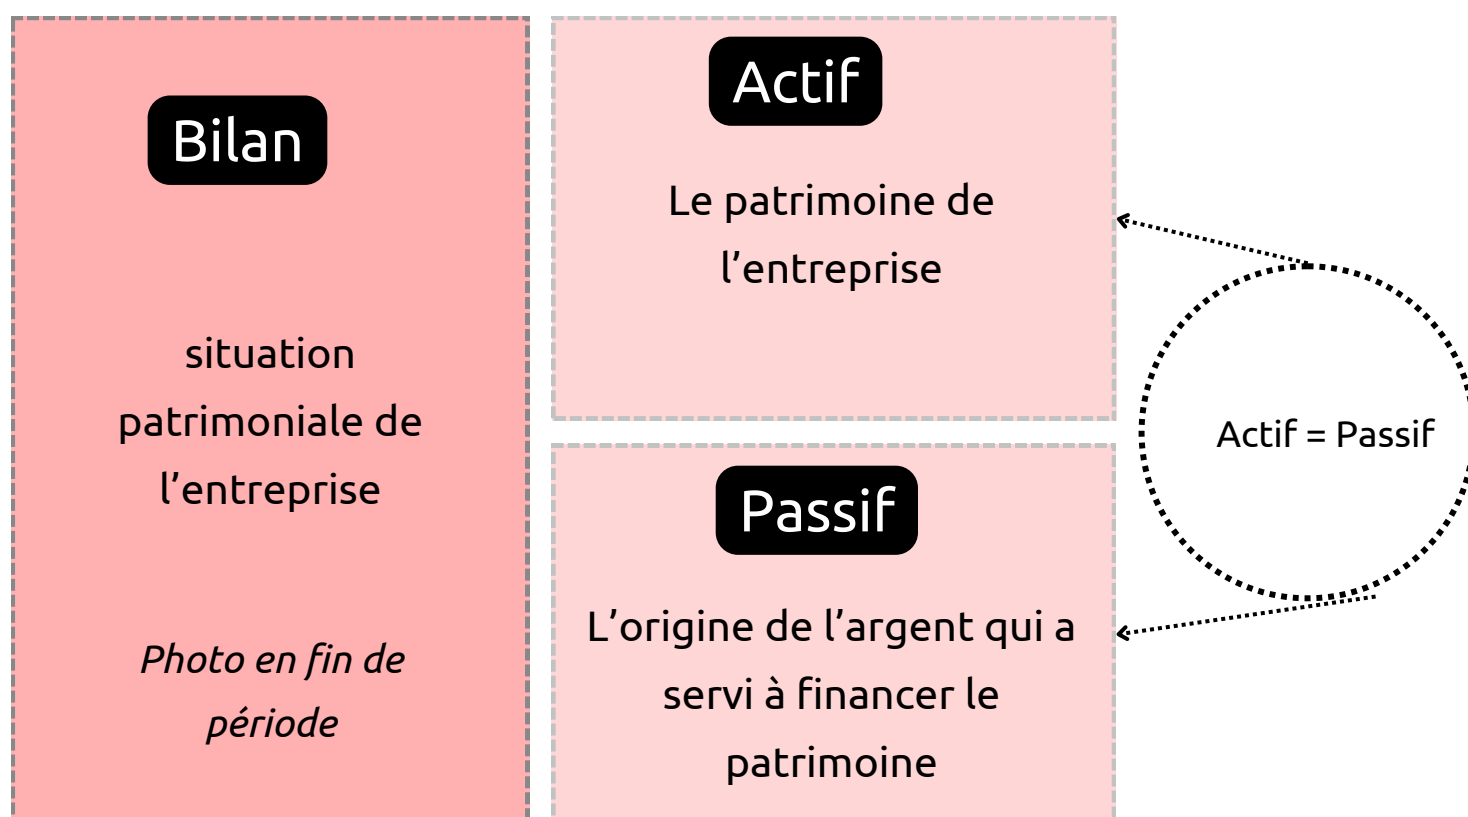 Bilan
situation
patrimoniale de
l’entreprise
Photo en fin de
période
Actif
Le patrimoine de
l’entreprise
Passif
L’origine de l’argent qui a
servi à financer le
patrimoine
Actif = Passif